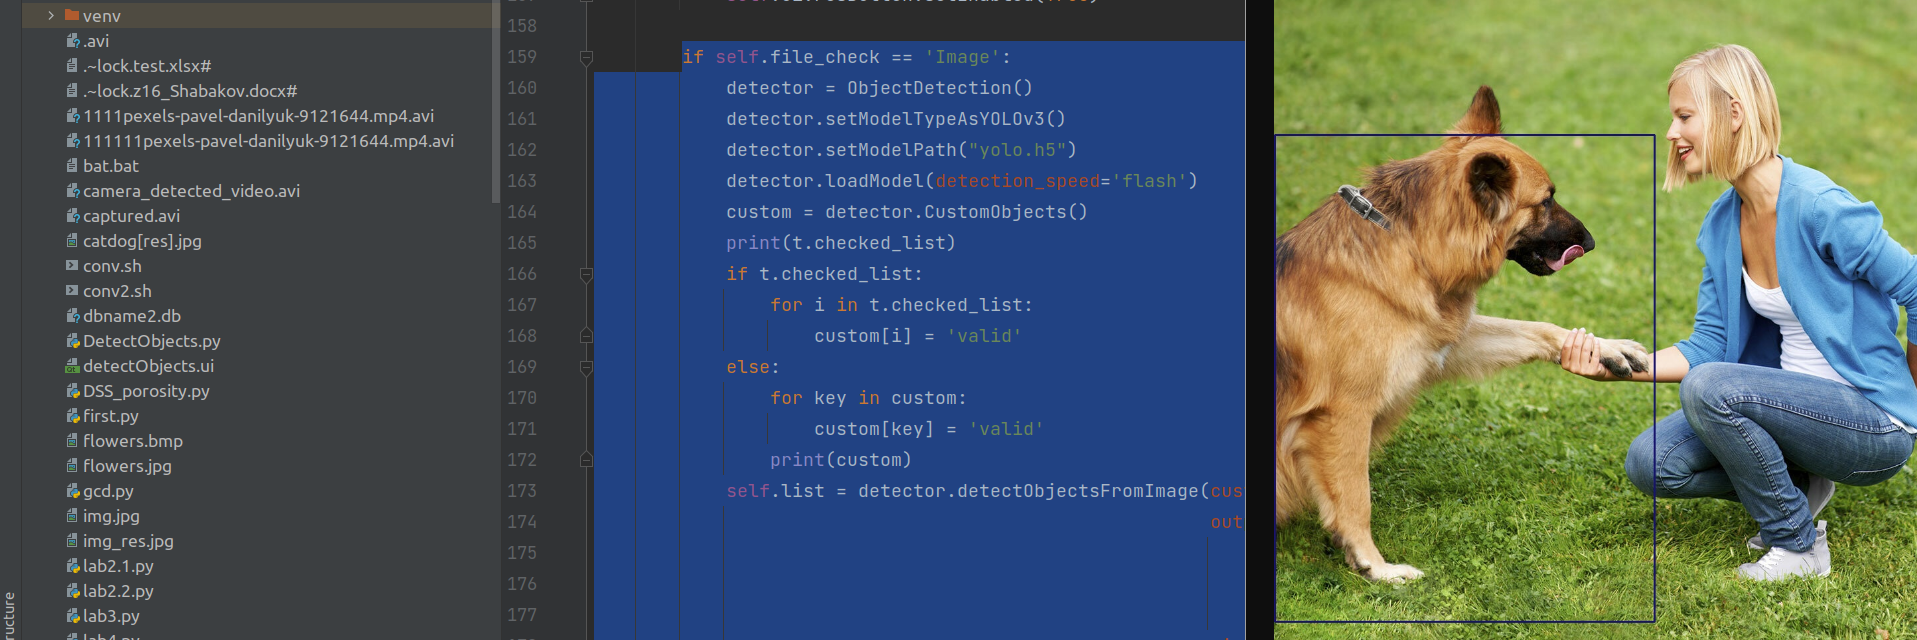 venv
.avi
.~lock.test.xlsx#
.~lock.z16_Shabakov.docx#
1111pexels-pavel-danilyuk-9121644.mp4.avi
111111pexels-pavel-danilyuk-9121644.mp4.avi
bat.bat
camera_detected_video.avi
captured.avi
catdog[res].jpg
conv.sh
conv2.sh
dbname2.db
DetectObjects.py
detectObjects.ui
DSS_porosity.py
first.py
flowers.bmp
flowers.jpg
gcd.py
img.jpg
img_res.jpg
lab2.1.py
lab2.2.py
lab3.py
lab4.py
ructure
158
159 if self.file_check == 'Image':
160 detector = ObjectDetection()
161 detector.setModelTypeAsYOLOv3()
162 detector.setModelPath("yolo.h5")
163 detector.loadModel(detection_speed='flash')
164 custom = detector.CustomObjects()
165 print(t.checked_list)
166 if t.checked_list:
167 for i in t.checked_list:
168 custom[i] = 'valid'
169 else:
170 for key in custom:
171 custom[key] = 'valid'
172 print(custom)
173 self.list = detector.detectObjectsFromImage(cus
174 out
175
176
177